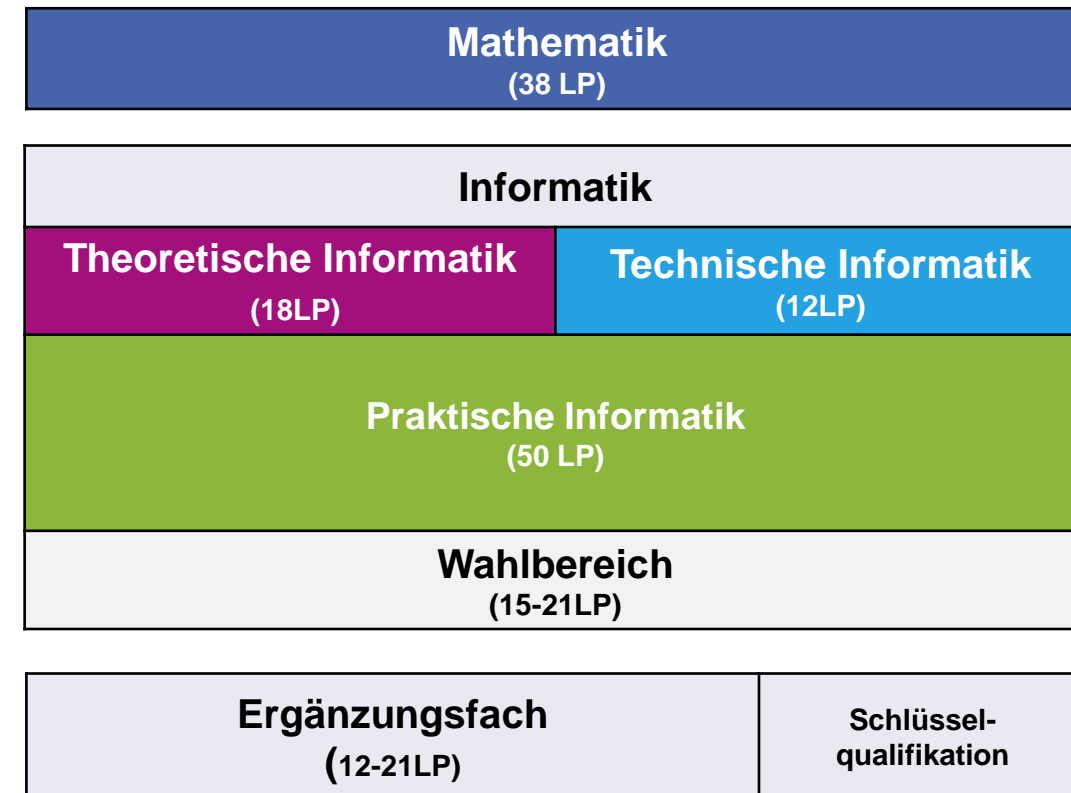 Mathematik
(38 LP)
Informatik
Theoretische Informatik
(18LP)
Technische Informatik
(12LP)
Praktische Informatik
(50 LP)
Wahlbereich
(15-21LP)
Ergänzungsfach
(12-21LP)
Schlüssel-
qualifikation